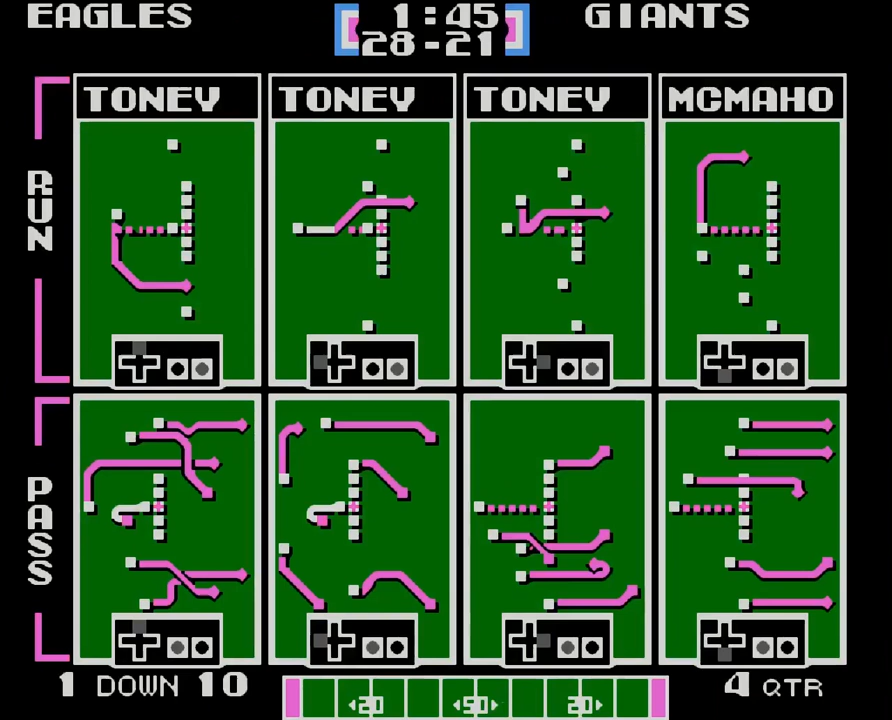 EAGLES 1:45 GIANTS
28-21
TONEY TONEY TONEY MCMAHO
RUN
PASS
1 DOWN 10 4 QTR
20 50 20